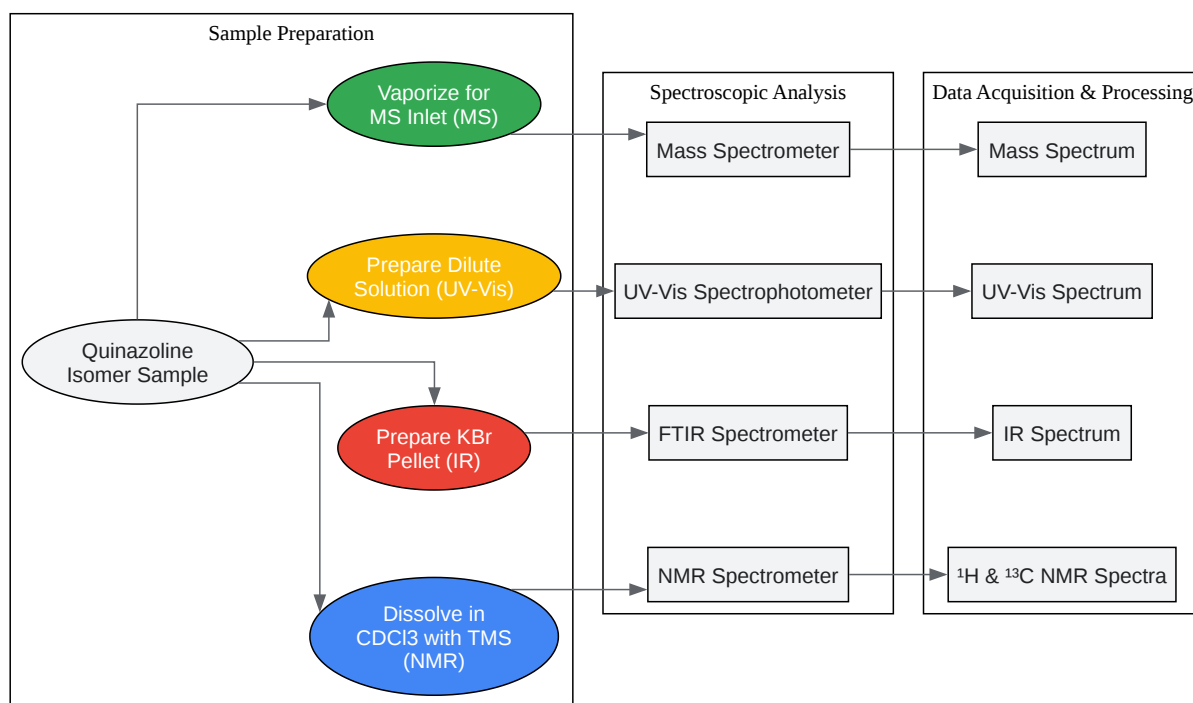 Sample Preparation
Vaporize for
MS Inlet (MS)
Prepare Dilute
Solution (UV-Vis)
Quinazoline
Isomer Sample
Prepare KBr
Pellet (IR)
Dissolve in
CDCl3 with TMS
(NMR)
Spectroscopic Analysis
Mass Spectrometer
UV-Vis Spectrophotometer
FTIR Spectrometer
NMR Spectrometer
Data Acquisition & Processing
Mass Spectrum
UV-Vis Spectrum
IR Spectrum
¹H & ¹³C NMR Spectra